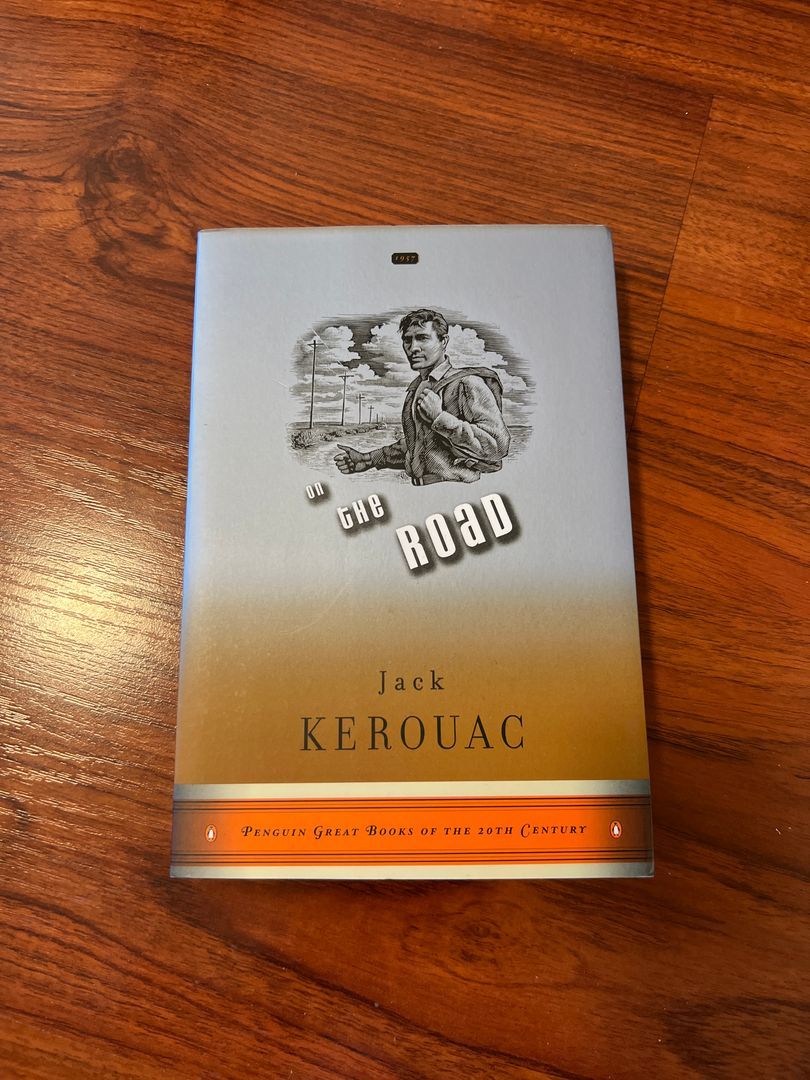 1957
on
the
Road
Jack
KEROUAC
Penguin Great Books of the 20th Century